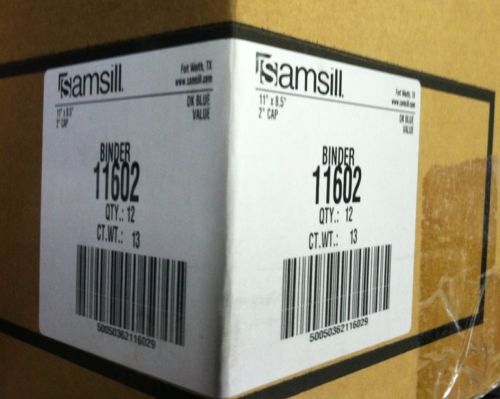 Samsill
Fort Worth, TX
www.samsill.com
11" x 8.5"
2" CAP
DK BLUE
VALUE
BINDER
11602
QTY.: 12
CT.WT.: 13
50050362116029
Samsill
Fort Worth, TX
www.samsill.com
11" x 8.5"
2" CAP
DK BLUE
VALUE
BINDER
11602
QTY.: 12
CT.WT.: 13
50050362116029